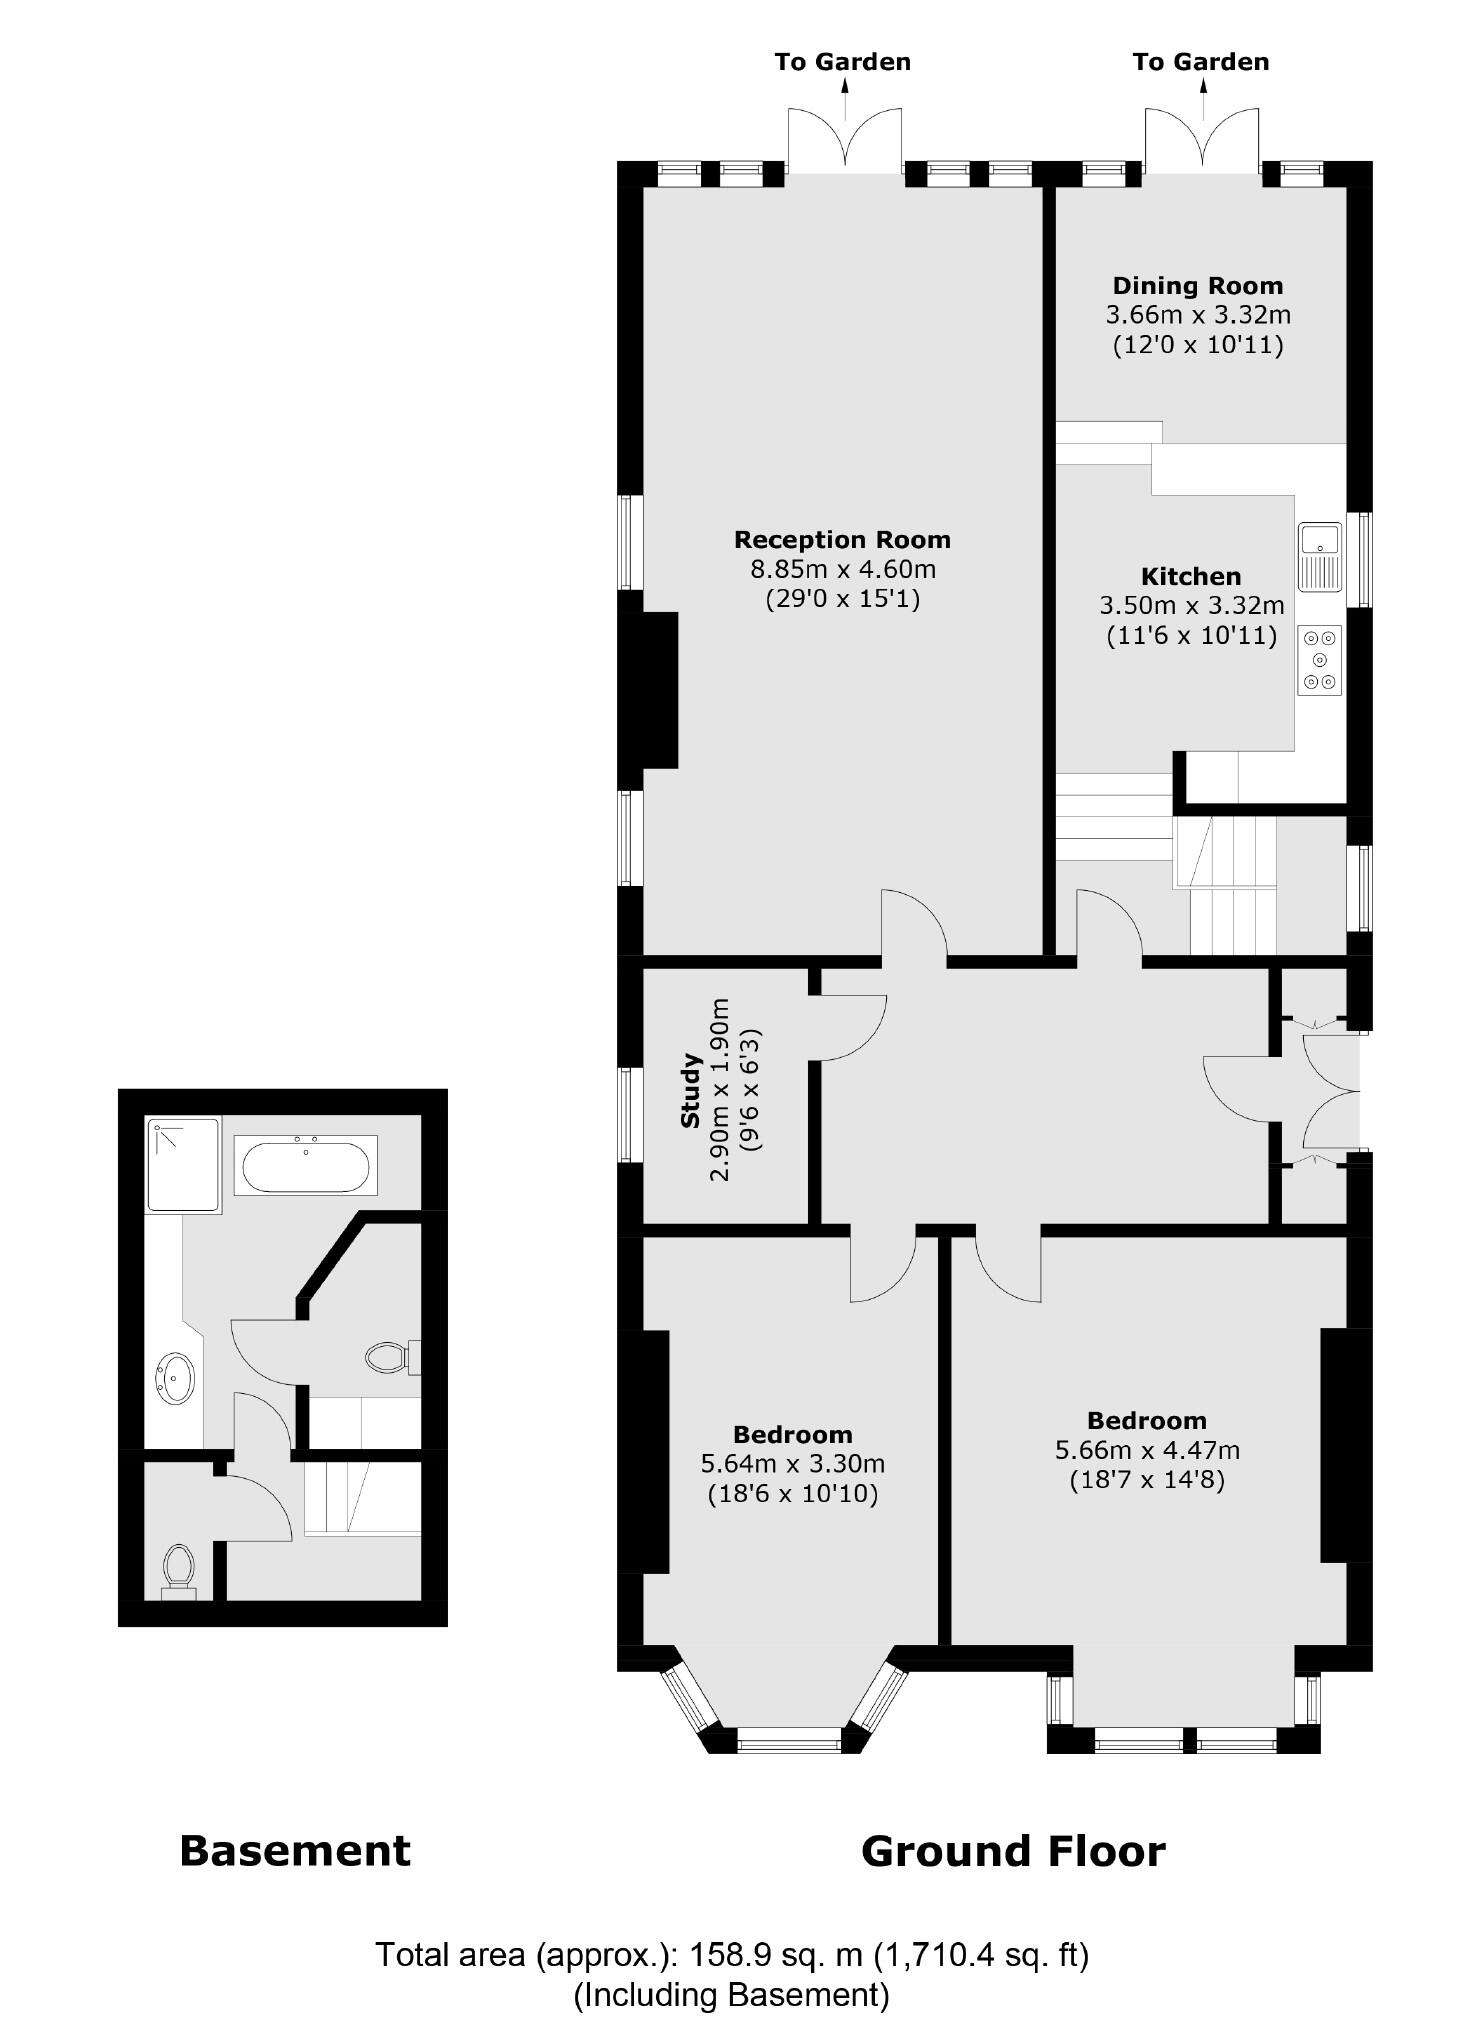 To Garden
To Garden
Dining Room
3.66m x 3.32m
(12'0 x 10'11)
Reception Room
8.85m x 4.60m
(29'0 x 15'1)
Kitchen
3.50m x 3.32m
(11'6 x 10'11)
Study
2.90m x 1.90m
(9'6 x 6'3)
Bedroom
5.64m x 3.30m
(18'6 x 10'10)
Bedroom
5.66m x 4.47m
(18'7 x 14'8)
Basement
Ground Floor
Total area (approx.): 158.9 sq. m (1,710.4 sq. ft)
(Including Basement)